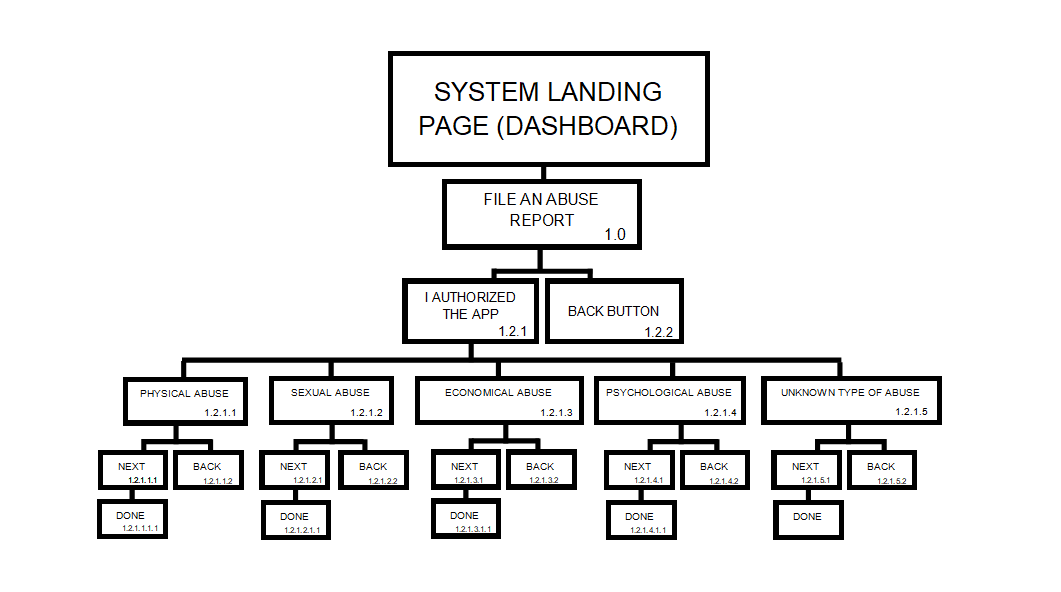 SYSTEM LANDING
PAGE (DASHBOARD)
FILE AN ABUSE
REPORT
1.0
I AUTHORIZED
THE APP
1.2.1
BACK BUTTON
1.2.2
PHYSICAL ABUSE
1.2.1.1
SEXUAL ABUSE
1.2.1.2
ECONOMICAL ABUSE
1.2.1.3
PSYCHOLOGICAL ABUSE
1.2.1.4
UNKNOWN TYPE OF ABUSE
1.2.1.5
NEXT
1.2.1.1.1
BACK
1.2.1.1.2
NEXT
1.2.1.2.1
BACK
1.2.1.2.2
NEXT
1.2.1.3.1
BACK
1.2.1.3.2
NEXT
1.2.1.4.1
BACK
1.2.1.4.2
NEXT
1.2.1.5.1
BACK
1.2.1.5.2
DONE
1.2.1.1.1.1
DONE
1.2.1.2.1.1
DONE
1.2.1.3.1.1
DONE
1.2.1.4.1.1
DONE